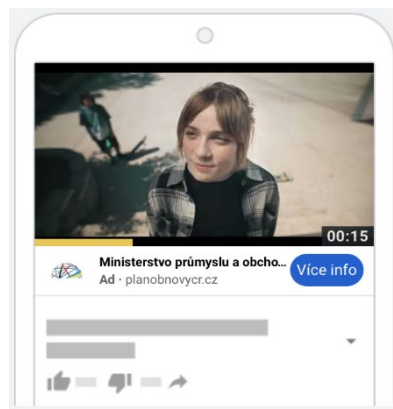 00:15
Ministerstvo průmyslu a obcho...
Ad · planobnovycr.cz
Více info